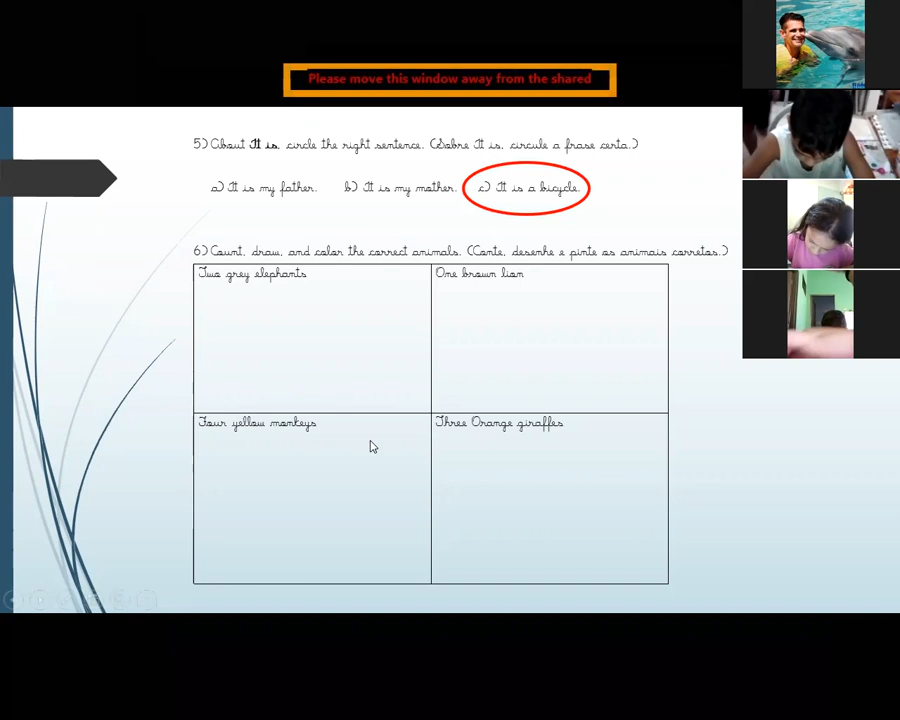 Please move this window away from the shared
5) About It is, circle the right sentence. (Sobre It is, circule a frase certa.)
a) It is my father. b) It is my mother. c) It is a bicycle.
6) Count, draw, and color the correct animals. (Conte, desenhe e pinte os animais corretos.)
Two grey elephants One brown lion
Four yellow monkeys Three Orange giraffes